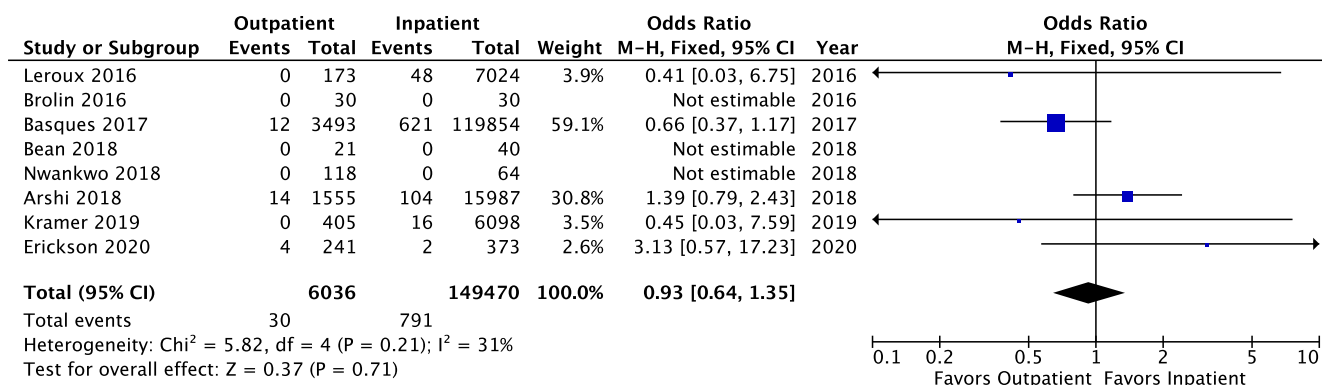 Outpatient Inpatient Odds Ratio Odds Ratio
Study or Subgroup Events Total Events Total Weight M-H, Fixed, 95% CI Year M-H, Fixed, 95% CI
Leroux 2016 0 173 48 7024 3.9% 0.41 [0.03, 6.75] 2016
Brolin 2016 0 30 0 30 Not estimable 2016
Basques 2017 12 3493 621 119854 59.1% 0.66 [0.37, 1.17] 2017
Bean 2018 0 21 0 40 Not estimable 2018
Nwankwo 2018 0 118 0 64 Not estimable 2018
Arshi 2018 14 1555 104 15987 30.8% 1.39 [0.79, 2.43] 2018
Kramer 2019 0 405 16 6098 3.5% 0.45 [0.03, 7.59] 2019
Erickson 2020 4 241 2 373 2.6% 3.13 [0.57, 17.23] 2020
Total (95% CI) 6036 149470 100.0% 0.93 [0.64, 1.35]
Total events 30 791
Heterogeneity: Chi² = 5.82, df = 4 (P = 0.21); I² = 31%
Test for overall effect: Z = 0.37 (P = 0.71)
0.1 0.2 0.5 1 2 5 10
Favors Outpatient Favors Inpatient